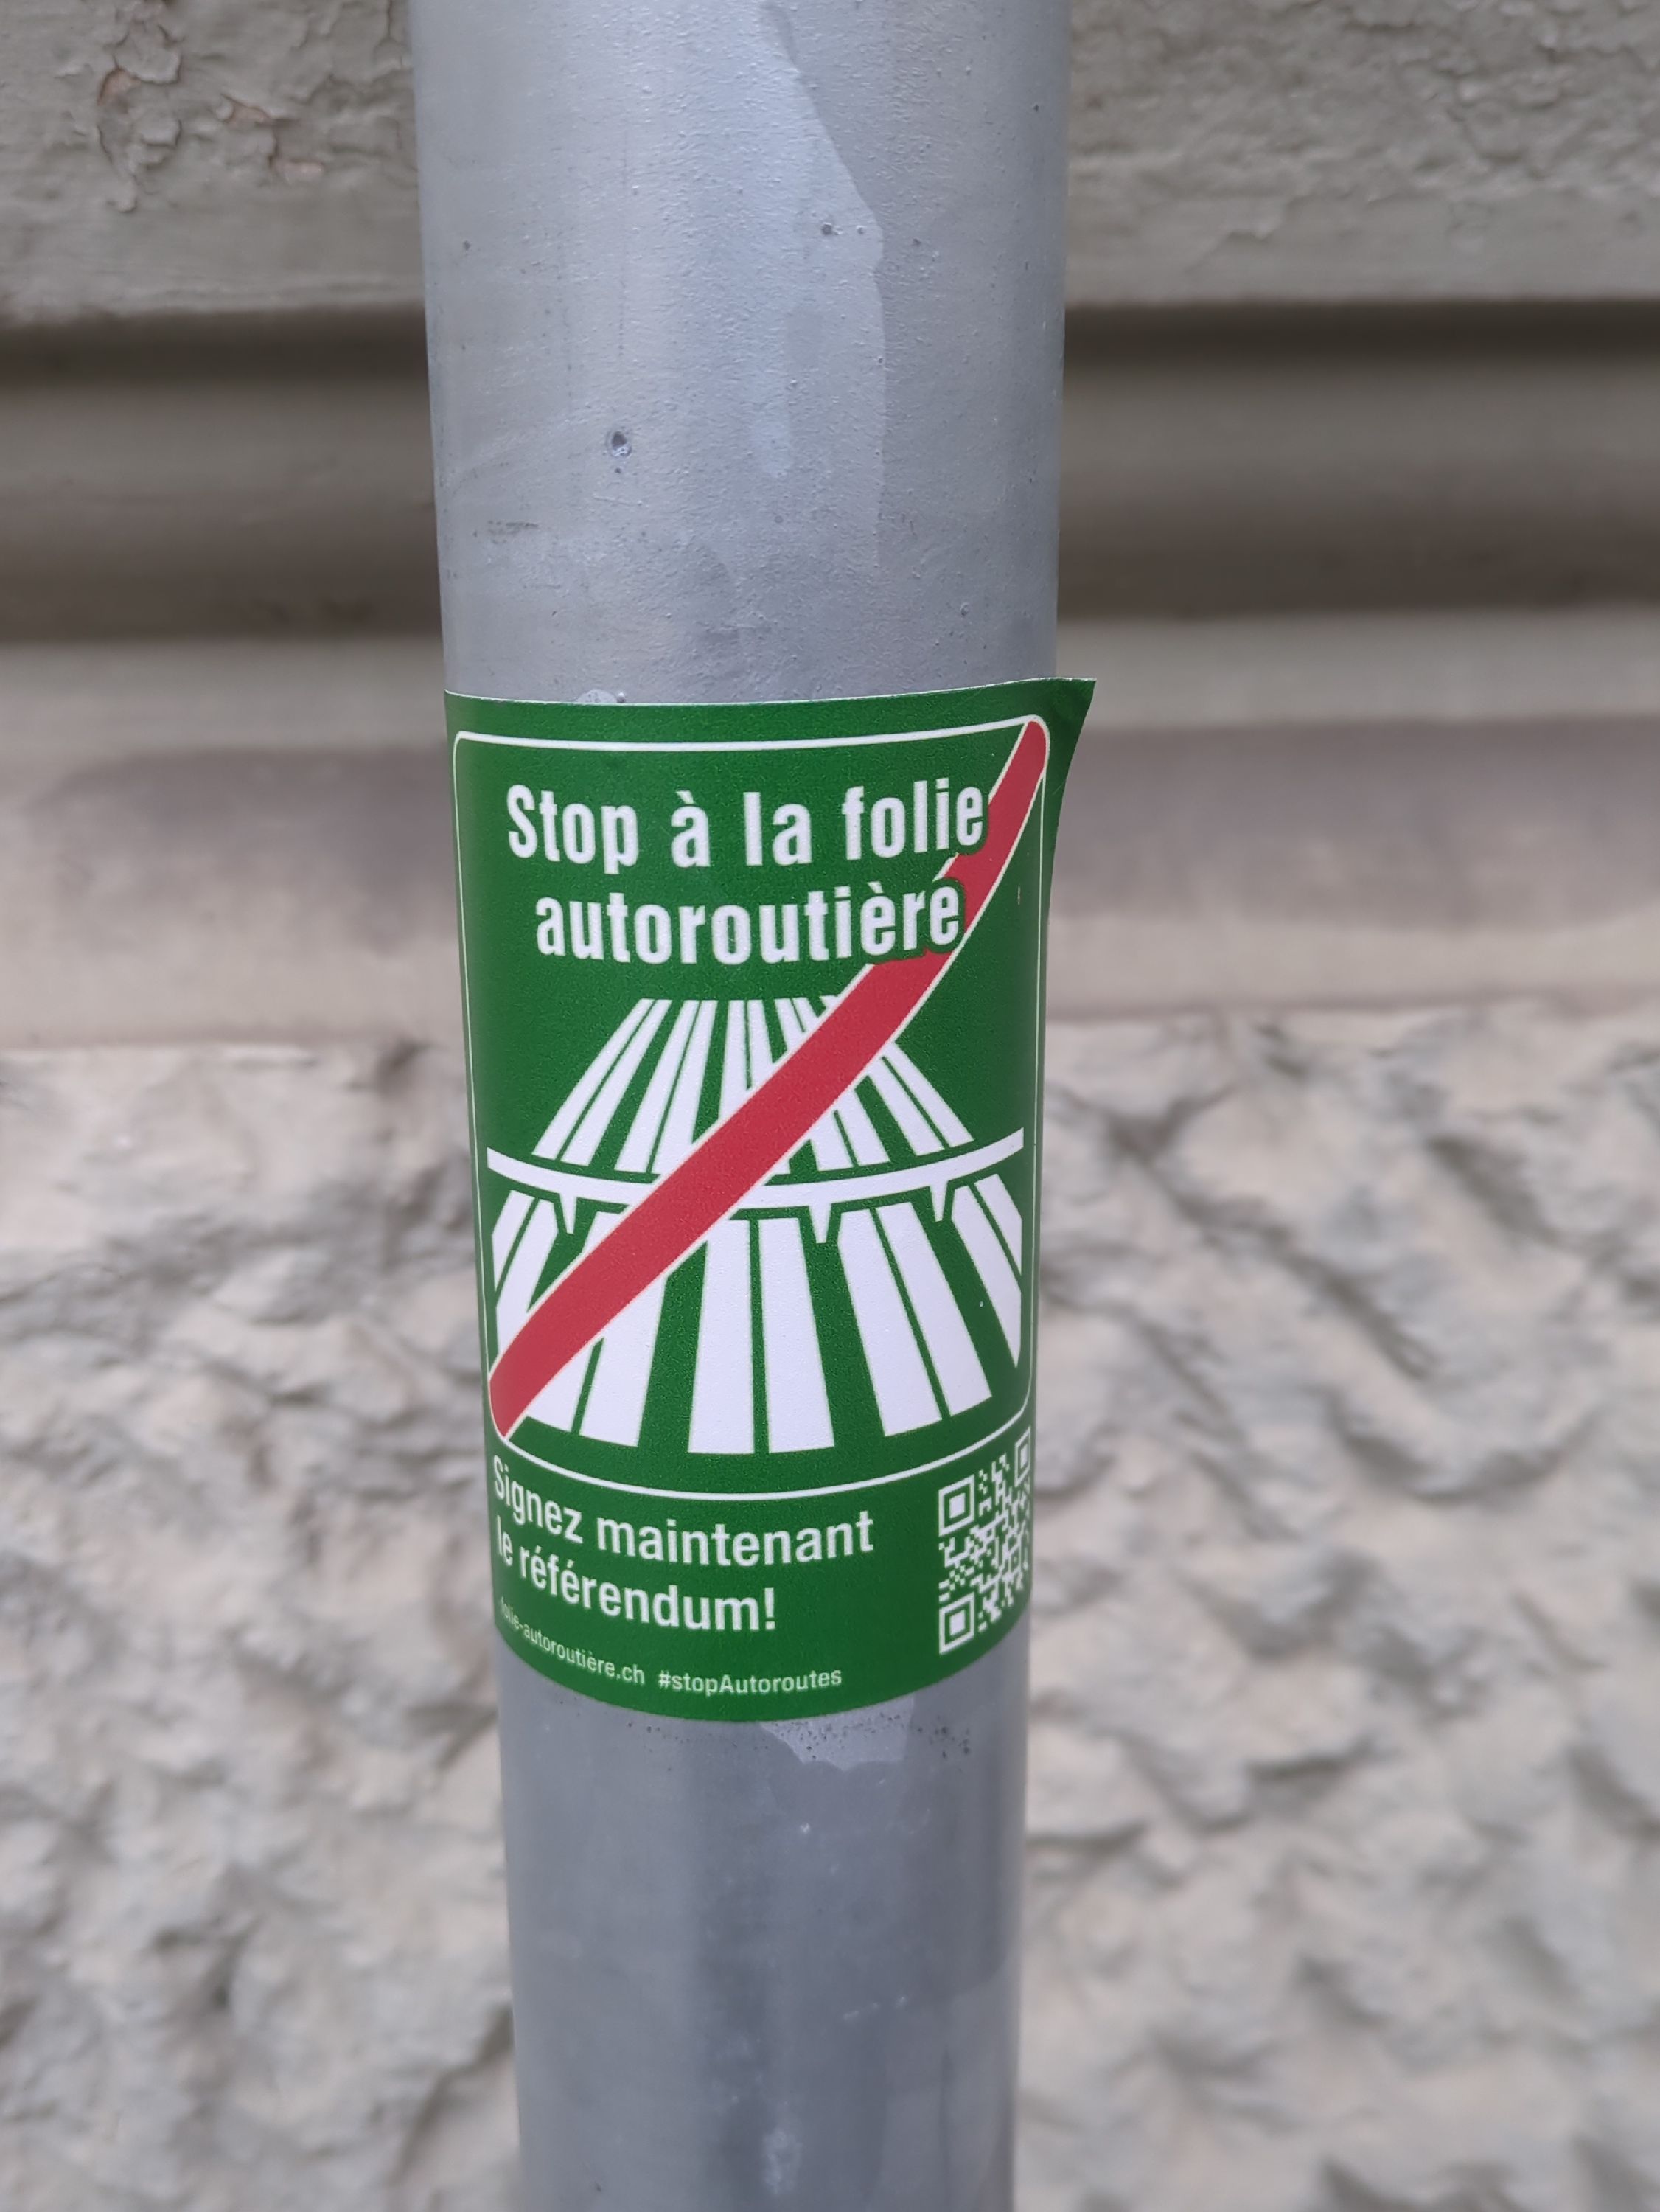 Stop à la folie
autoroutière
Signez maintenant
le référendum!
folie-autoroutière.ch #stopAutoroutes